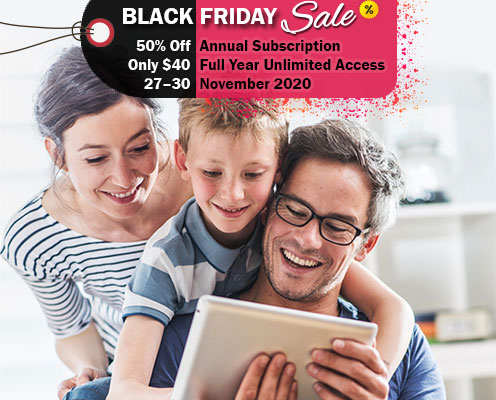 BLACK FRIDAY Sale %
50% Off Annual Subscription
Only $40 Full Year Unlimited Access
27–30 November 2020